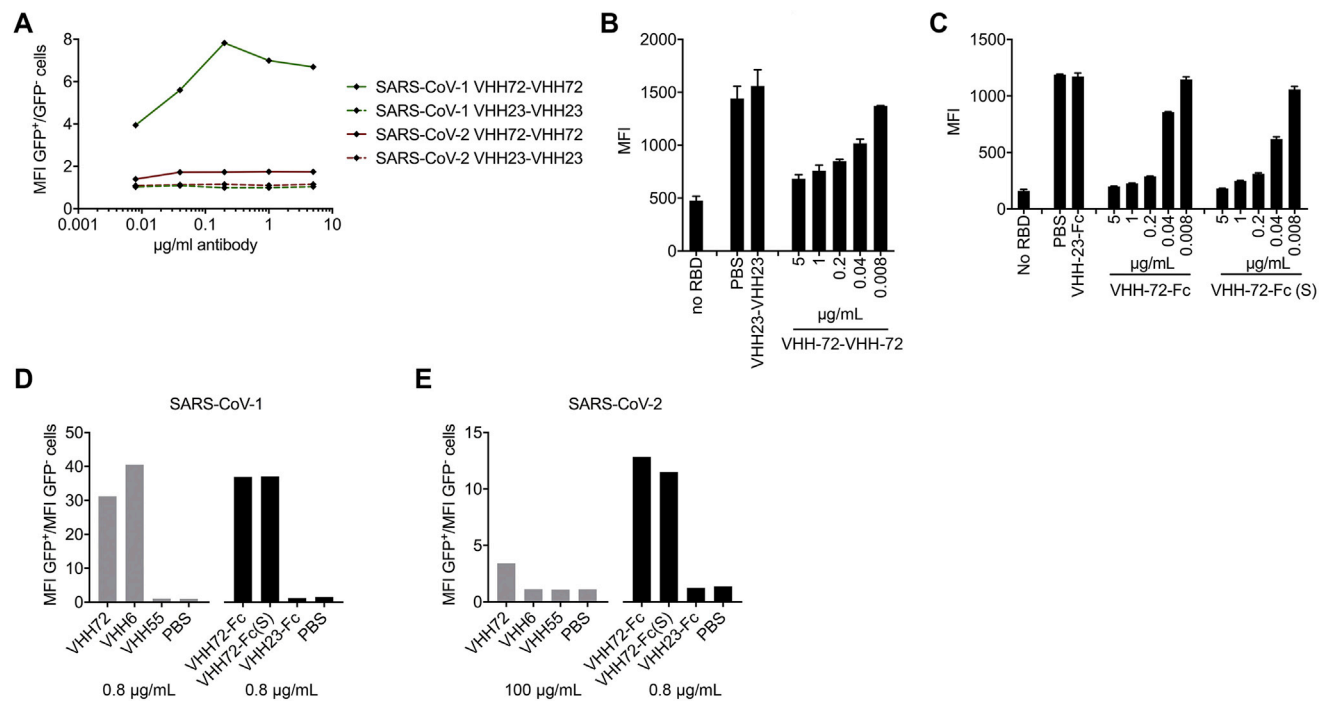 A
MFI GFP+/GFP- cells
8
6
4
2
0
0.001
0.01
0.1
1
10
µg/ml antibody
SARS-CoV-1 VHH72-VHH72
SARS-CoV-1 VHH23-VHH23
SARS-CoV-2 VHH72-VHH72
SARS-CoV-2 VHH23-VHH23
B
MFI
2000
1500
1000
500
0
no RBD
PBS
VHH23-VHH23
5
1
0.2
0.04
0.008
µg/mL
VHH-72-VHH-72
C
MFI
1500
1000
500
0
No RBD
PBS
VHH-23-Fc
5
1
0.2
0.04
0.008
µg/mL
VHH-72-Fc
5
1
0.2
0.04
0.008
µg/mL
VHH-72-Fc (S)
D
SARS-CoV-1
MFI GFP+/MFI GFP- cells
50
40
30
20
10
0
VHH72
VHH6
VHH55
PBS
0.8 µg/mL
VHH72-Fc
VHH72-Fc(S)
VHH23-Fc
PBS
0.8 µg/mL
E
SARS-CoV-2
MFI GFP+/MFI GFP- cells
15
10
5
0
VHH72
VHH6
VHH55
PBS
100 µg/mL
VHH72-Fc
VHH72-Fc(S)
VHH23-Fc
PBS
0.8 µg/mL